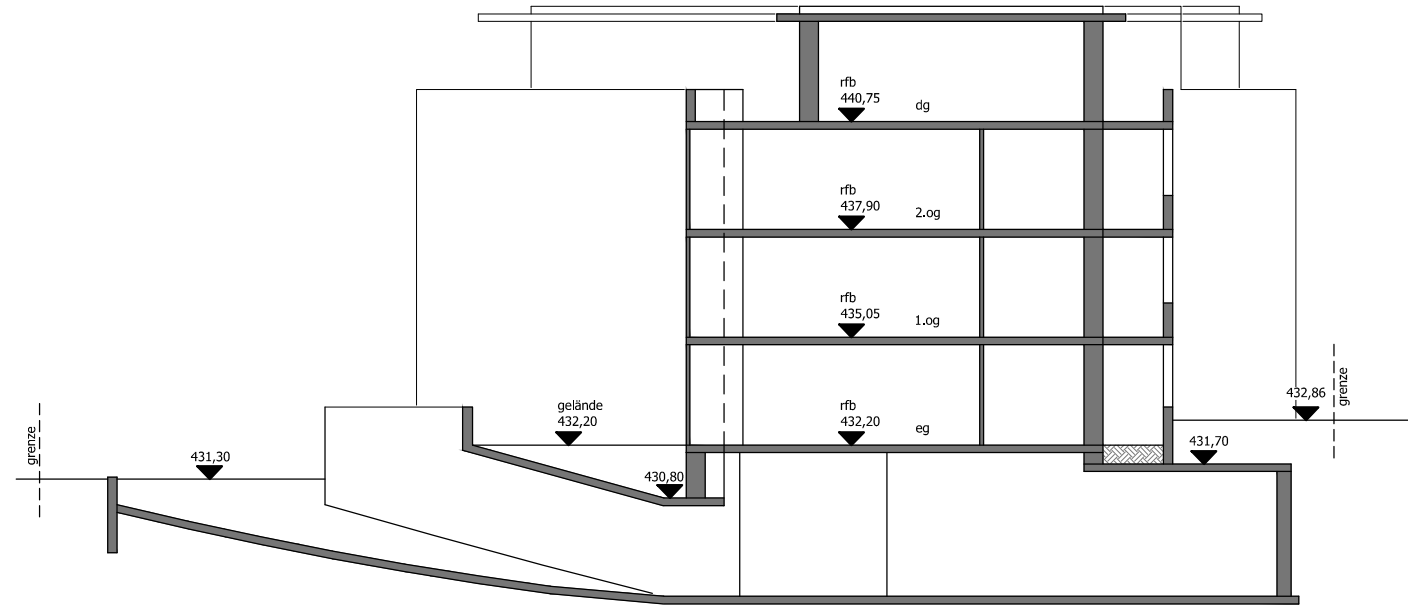 rfb
440,75
dg
rfb
437,90
2.og
rfb
435,05
1.og
gelände
432,20
rfb
432,20
eg
432,86
grenze
grenze
431,30
430,80
431,70